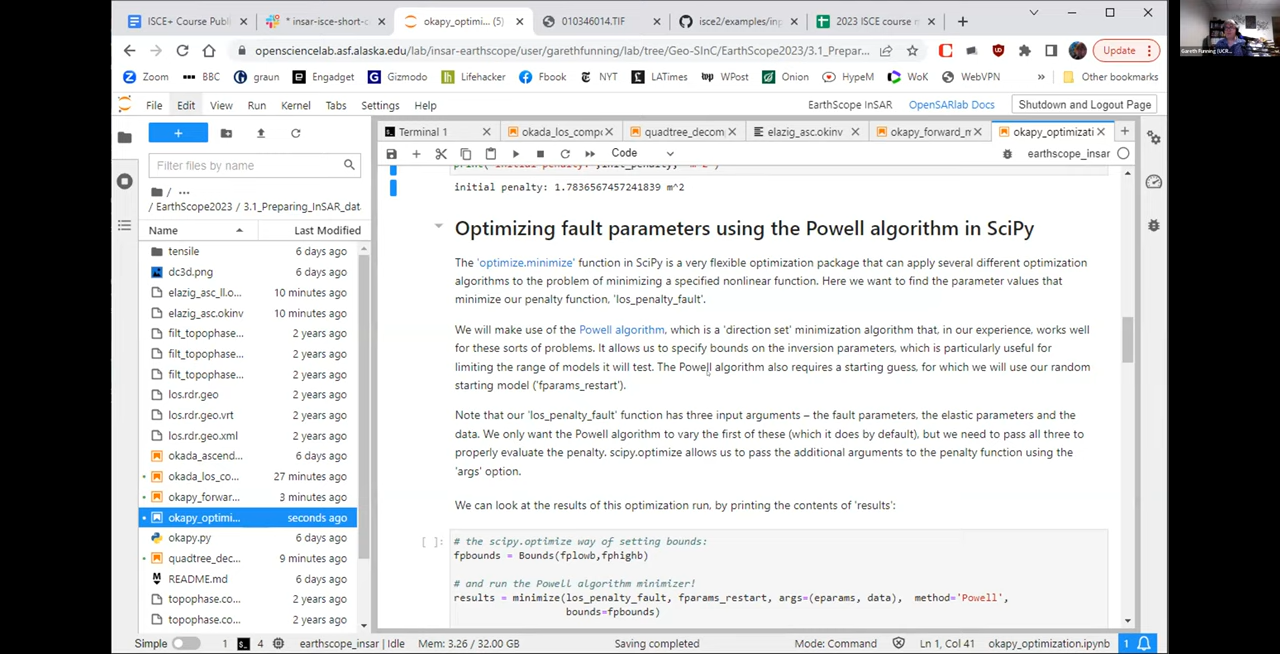 ISCE+ Course Publ
* insar-isce-short-c
okapy_optimi... (5)
010346014.TIF
isce2/examples/inp
2023 ISCE course m
opensciencelab.asf.alaska.edu/lab/insar-earthscope/user/garethfunning/lab/tree/Geo-SInC/EarthScope2023/3.1_Prepar...
Update
Zoom
BBC
graun
Engadget
Gizmodo
Lifehacker
Fbook
NYT
LATimes
WPost
Onion
HypeM
WoK
WebVPN
»
Other bookmarks
File Edit View Run Kernel Tabs Settings Help
EarthScope InSAR
OpenSARlab Docs
Shutdown and Logout Page
Filter files by name
/ ···
/ EarthScope2023 / 3.1_Preparing_InSAR_dat
Name
Last Modified
tensile 6 days ago
dc3d.png 6 days ago
elazig_asc_ll.o... 10 minutes ago
elazig_asc.okinv 9 minutes ago
filt_topophase... 2 years ago
filt_topophase... 2 years ago
filt_topophase... 2 years ago
los.rdr.geo 2 years ago
los.rdr.geo.vrt 2 years ago
los.rdr.geo.xml 2 years ago
okada_ascend... 6 days ago
okada_los_co... 27 minutes ago
okapy_forwar... 3 minutes ago
okapy_optimi... seconds ago
okapy.py 6 days ago
quadtree_dec... 9 minutes ago
README.md 6 days ago
topophase.co... 2 years ago
topophase.co... 2 years ago
Terminal 1
okada_los_compo
quadtree_decom
elazig_asc.okinv
okapy_forward_m
okapy_optimizati
Code
earthscope_insar
initial penalty: 1.7836567457241839 m^2
Optimizing fault parameters using the Powell algorithm in SciPy
The 'optimize.minimize' function in SciPy is a very flexible optimization package that can apply several different optimization
algorithms to the problem of minimizing a specified nonlinear function. Here we want to find the parameter values that
minimize our penalty function, 'los_penalty_fault'.
We will make use of the Powell algorithm, which is a 'direction set' minimization algorithm that, in our experience, works well
for these sorts of problems. It allows us to specify bounds on the inversion parameters, which is particularly useful for
limiting the range of models it will test. The Powell algorithm also requires a starting guess, for which we will use our random
starting model ('fparams_restart').
Note that our 'los_penalty_fault' function has three input arguments – the fault parameters, the elastic parameters and the
data. We only want the Powell algorithm to vary the first of these (which it does by default), but we need to pass all three to
properly evaluate the penalty. scipy.optimize allows us to pass the additional arguments to the penalty function using the
'args' option.
We can look at the results of this optimization run, by printing the contents of 'results':
[ ]:
# the scipy.optimize way of setting bounds:
fpbounds = Bounds(fplowb,fphighb)
# and run the Powell algorithm minimizer!
results = minimize(los_penalty_fault, fparams_restart, args=(eparams, data), method='Powell',
bounds=fpbounds)
Simple
1
4
earthscope_insar | Idle
Mem: 3.26 / 32.00 GB
Saving completed
Mode: Command
Ln 1, Col 41
okapy_optimization.ipynb
1